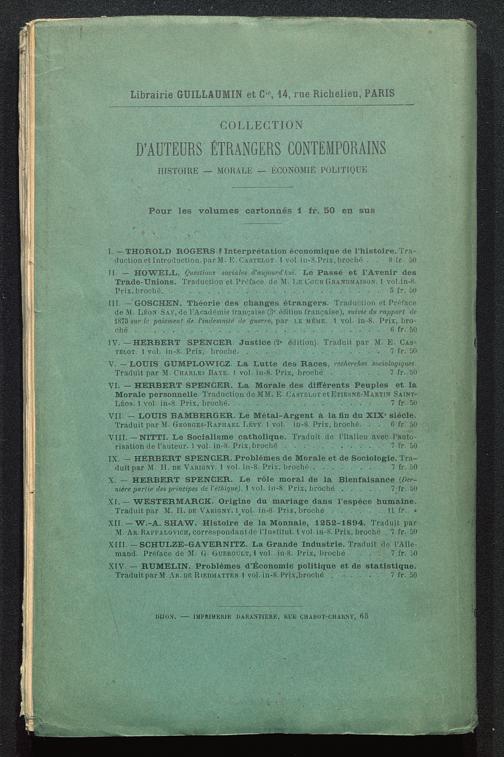 Librairie GUILLAUMIN et Cie, 14, rue Richelieu, PARIS
COLLECTION
D'AUTEURS ÉTRANGERS CONTEMPORAINS
HISTOIRE — MORALE — ÉCONOMIE POLITIQUE
Pour les volumes cartonnés 1 fr. 50 en sus
I. — THOROLD ROGERS. Interprétation économique de l'histoire. Tra-
duction et Introduction, par M. E. CASTELOT. 1 vol. in-8. Prix, broché . . . 8 fr. 50
II. — HOWELL. Questions sociales d'aujourd'hui. Le Passé et l'Avenir des
Trade-Unions. Traduction et Préface de M. LE COUR GRANDMAISON. 1 vol. in-8.
Prix, broché. . . . 5 fr. 50
III. — GOSCHEN. Théorie des changes étrangers. Traduction et Préface
de M. LÉON SAY, de l'Académie française (3e édition française), suivie du rapport de
1875 sur le paiement de l'indemnité de guerre, par LE MÊME. 1 vol. in-8. Prix, bro-
ché . . . 6 fr. 50
IV. — HERBERT SPENCER. Justice (2e édition). Traduit par M. E. CAS-
TELOT. 1 vol. in-8. Prix, broché. . . . 7 fr. 50
V. — LOUIS GUMPLOWICZ. La Lutte des Races, recherches sociologiques.
Traduit par M. CHARLES BAYE. 1 vol. in-8. Prix, broché . . . 7 fr. 50
VI. — HERBERT SPENCER. La Morale des différents Peuples et la
Morale personnelle. Traduction de MM. E. CASTELOT et ETIENNE-MARTIN SAINT-
LÉON. 1 vol. in-8. Prix, broché. . . . 7 fr. 50
VII. — LOUIS BAMBERGER. Le Métal-Argent à la fin du XIXe siècle.
Traduit par M. GEORGES-RAPHAËL LÉVY. 1 vol. in-8. Prix, broché . . . 6 fr. 50
VIII. — NITTI. Le Socialisme catholique. Traduit de l'italien avec l'auto-
risation de l'auteur. 1 vol. in-8. Prix, broché . . . 7 fr. 50
IX. — HERBERT SPENCER. Problèmes de Morale et de Sociologie. Tra-
duit par M. H. DE VARIGNY. 1 vol. in-8. Prix, broché . . . 7 fr. 50
X. — HERBERT SPENCER. Le rôle moral de la Bienfaisance (Der-
nière partie des principes de l'éthique). 1 vol. in-8. Prix, broché . . . 7 fr. 50
XI. — WESTERMARCK. Origine du mariage dans l'espèce humaine.
Traduit par M. H. DE VARIGNY. 1 vol. in-8. Prix, broché . . . 11 fr. »
XII. — W.-A. SHAW. Histoire de la Monnaie, 1252-1894. Traduit par
M. AR. RAFFALOVICH, correspondant de l'Institut. 1 vol. in-8. Prix, broché . 7 fr. 50
XIII. — SCHULZE-GAVERNITZ. La Grande Industrie. Traduit de l'Alle-
mand. Préface de M. G. GUEROULT, 1 vol. in-8. Prix, broché . . . 7 fr. 50
XIV. — RUMELIN. Problèmes d'Économie politique et de statistique.
Traduit par M. AR. DE RIEDMATTEN. 1 vol. in-8. Prix, broché . . . 7 fr. 50
DIJON. — IMPRIMERIE DARANTIERE, RUE CHABOT-CHARNY, 65